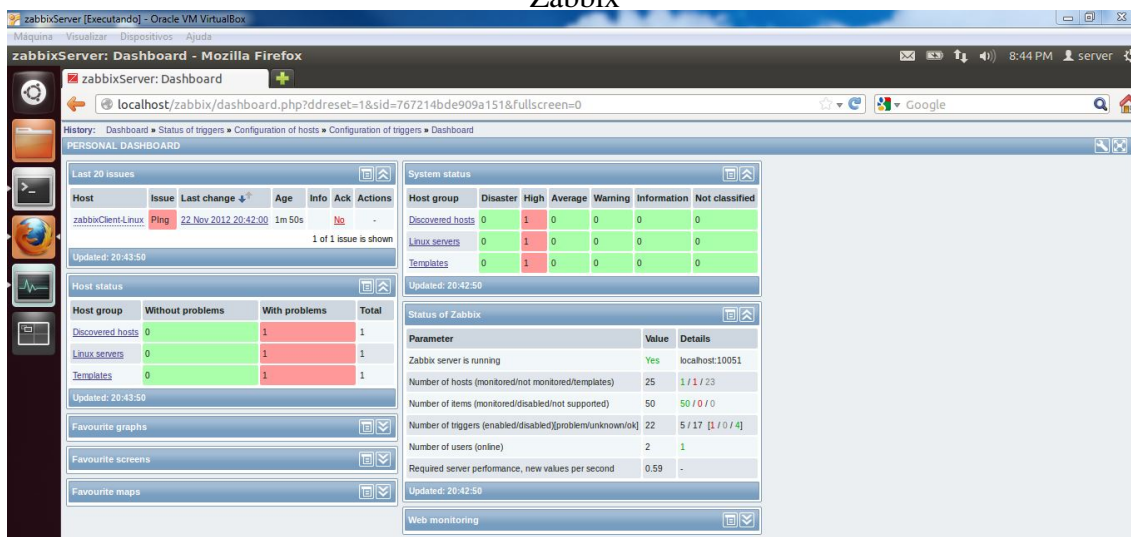 Zabbix
zabbixServer [Executando] - Oracle VM VirtualBox
Máquina Visualizar Dispositivos Ajuda
zabbixServer: Dashboard - Mozilla Firefox
8:44 PM server
zabbixServer: Dashboard
localhost/zabbix/dashboard.php?ddreset=1&sid=767214bde909a151&fullscreen=0
Google
History: Dashboard » Status of triggers » Configuration of hosts » Configuration of triggers » Dashboard
PERSONAL DASHBOARD
Last 20 issues
Host Issue Last change Age Info Ack Actions
zabbixClient-Linux Ping 22 Nov 2012 20:42:00 1m 50s No -
1 of 1 issue is shown
Updated: 20:43:50
Host status
Host group Without problems With problems Total
Discovered hosts 0 1 1
Linux servers 0 1 1
Templates 0 1 1
Updated: 20:43:50
Favourite graphs
Favourite screens
Favourite maps
System status
Host group Disaster High Average Warning Information Not classified
Discovered hosts 0 1 0 0 0 0
Linux servers 0 1 0 0 0 0
Templates 0 1 0 0 0 0
Updated: 20:42:50
Status of Zabbix
Parameter Value Details
Zabbix server is running Yes localhost:10051
Number of hosts (monitored/not monitored/templates) 25 1 / 1 / 23
Number of items (monitored/disabled/not supported) 50 50 / 0 / 0
Number of triggers (enabled/disabled)[problem/unknown/ok] 22 5 / 17 [1 / 0 / 4]
Number of users (online) 2 1
Required server performance, new values per second 0.59 -
Updated: 20:42:50
Web monitoring